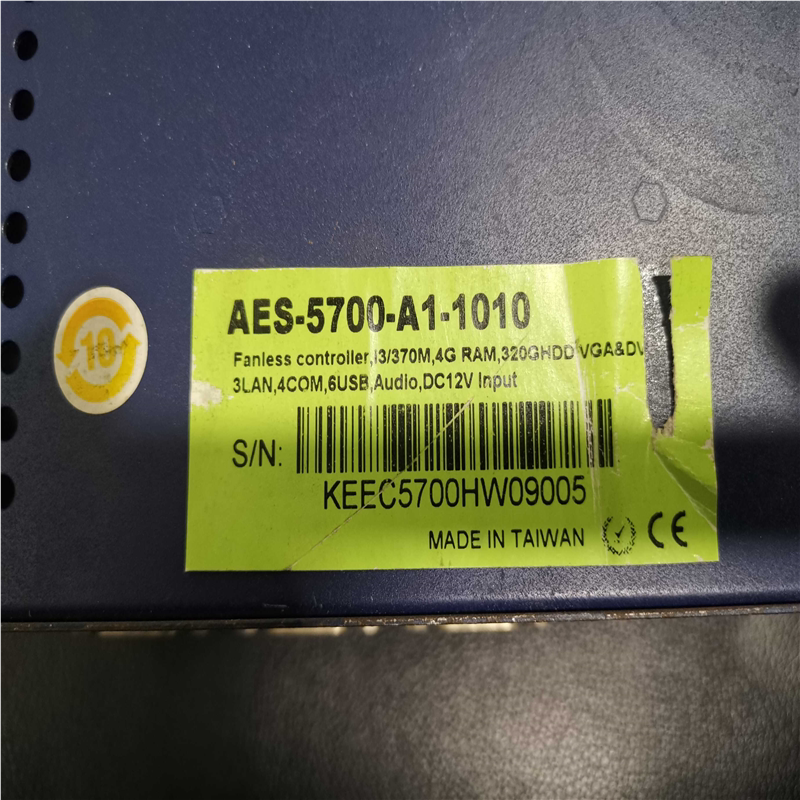 AES-5700-A1-1010
Fanless controller,I3/370M,4G RAM,320GHDD VGA&DV
3LAN,4COM,6USB,Audio,DC12V Input
S/N:
KEEC5700HW09005
MADE IN TAIWAN
CE
10